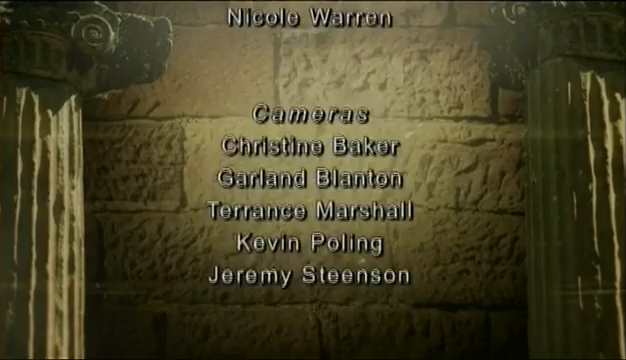 Nicole Warren
Cameras
Christine Baker
Garland Blanton
Terrance Marshall
Kevin Poling
Jeremy Steenson